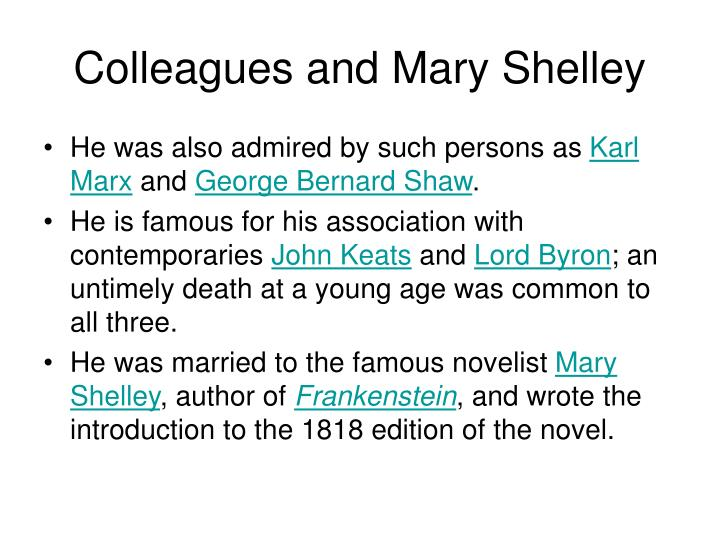 Colleagues and Mary Shelley
• He was also admired by such persons as Karl
Marx and George Bernard Shaw.
• He is famous for his association with
contemporaries John Keats and Lord Byron; an
untimely death at a young age was common to
all three.
• He was married to the famous novelist Mary
Shelley, author of Frankenstein, and wrote the
introduction to the 1818 edition of the novel.